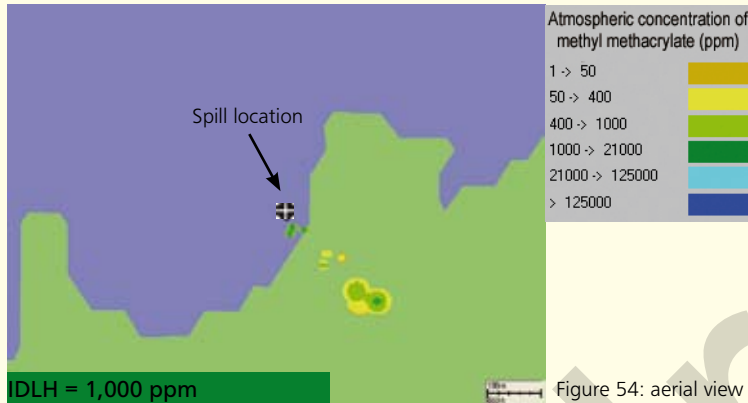 Atmospheric concentration of
methyl methacrylate (ppm)
1 -> 50
50 -> 400
400 -> 1000
1000 -> 21000
21000 -> 125000
> 125000
Spill location
IDLH = 1,000 ppm
Figure 54: aerial view